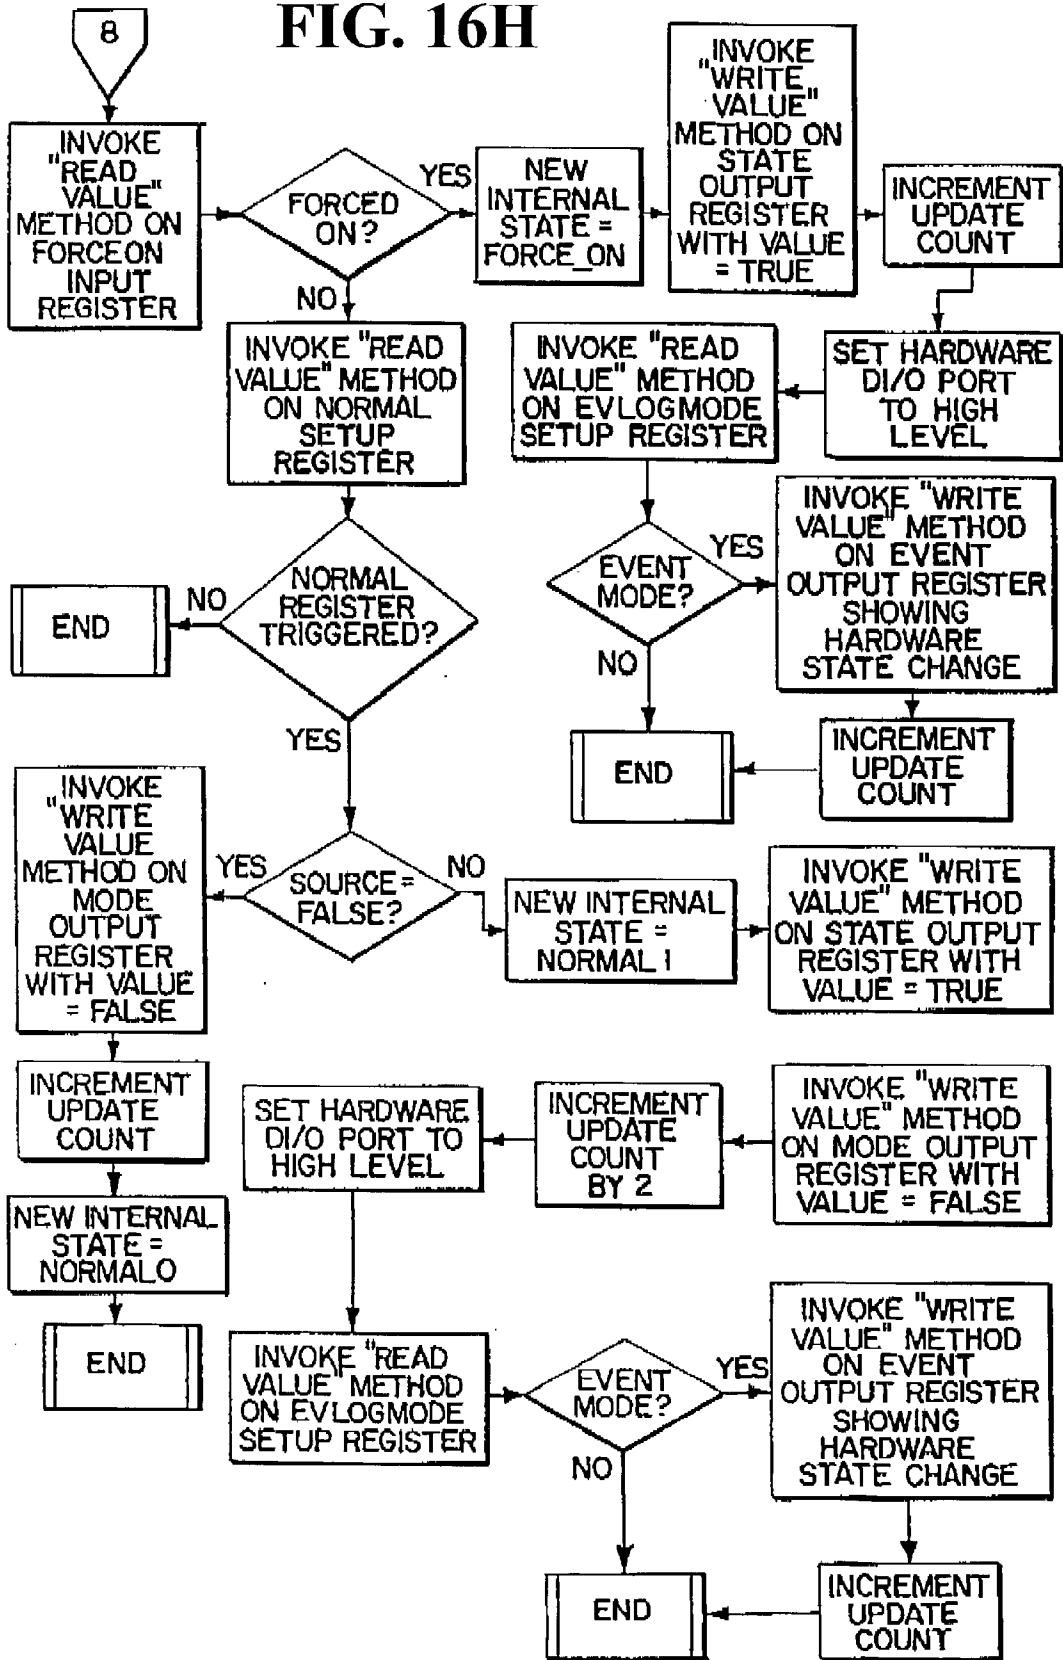 FIG. 16H
8
INVOKE
"READ
VALUE"
METHOD ON
FORCEON
INPUT
REGISTER
FORCED
ON?
YES
NO
NEW
INTERNAL
STATE =
FORCE_ON
INVOKE
"WRITE
VALUE"
METHOD ON
STATE
OUTPUT
REGISTER
WITH VALUE
= TRUE
INCREMENT
UPDATE
COUNT
SET HARDWARE
DI/O PORT
TO HIGH
LEVEL
INVOKE "READ
VALUE" METHOD
ON EVLOGMODE
SETUP REGISTER
EVENT
MODE?
YES
NO
INVOKE "WRITE
VALUE" METHOD
ON EVENT
OUTPUT REGISTER
SHOWING
HARDWARE
STATE CHANGE
INCREMENT
UPDATE
COUNT
END
INVOKE "READ
VALUE" METHOD
ON NORMAL
SETUP
REGISTER
NORMAL
REGISTER
TRIGGERED?
NO
END
YES
SOURCE =
FALSE?
YES
NO
INVOKE
"WRITE
VALUE
METHOD ON
MODE
OUTPUT
REGISTER
WITH VALUE
= FALSE
INCREMENT
UPDATE
COUNT
NEW INTERNAL
STATE =
NORMAL0
END
NEW INTERNAL
STATE =
NORMAL 1
INVOKE "WRITE
VALUE" METHOD
ON STATE OUTPUT
REGISTER WITH
VALUE = TRUE
INVOKE "WRITE
VALUE" METHOD
ON MODE OUTPUT
REGISTER WITH
VALUE = FALSE
INCREMENT
UPDATE
COUNT
BY 2
SET HARDWARE
DI/O PORT TO
HIGH LEVEL
INVOKE "READ
VALUE" METHOD
ON EVLOGMODE
SETUP REGISTER
EVENT
MODE?
YES
NO
INVOKE "WRITE
VALUE" METHOD
ON EVENT
OUTPUT REGISTER
SHOWING
HARDWARE
STATE CHANGE
INCREMENT
UPDATE
COUNT
END